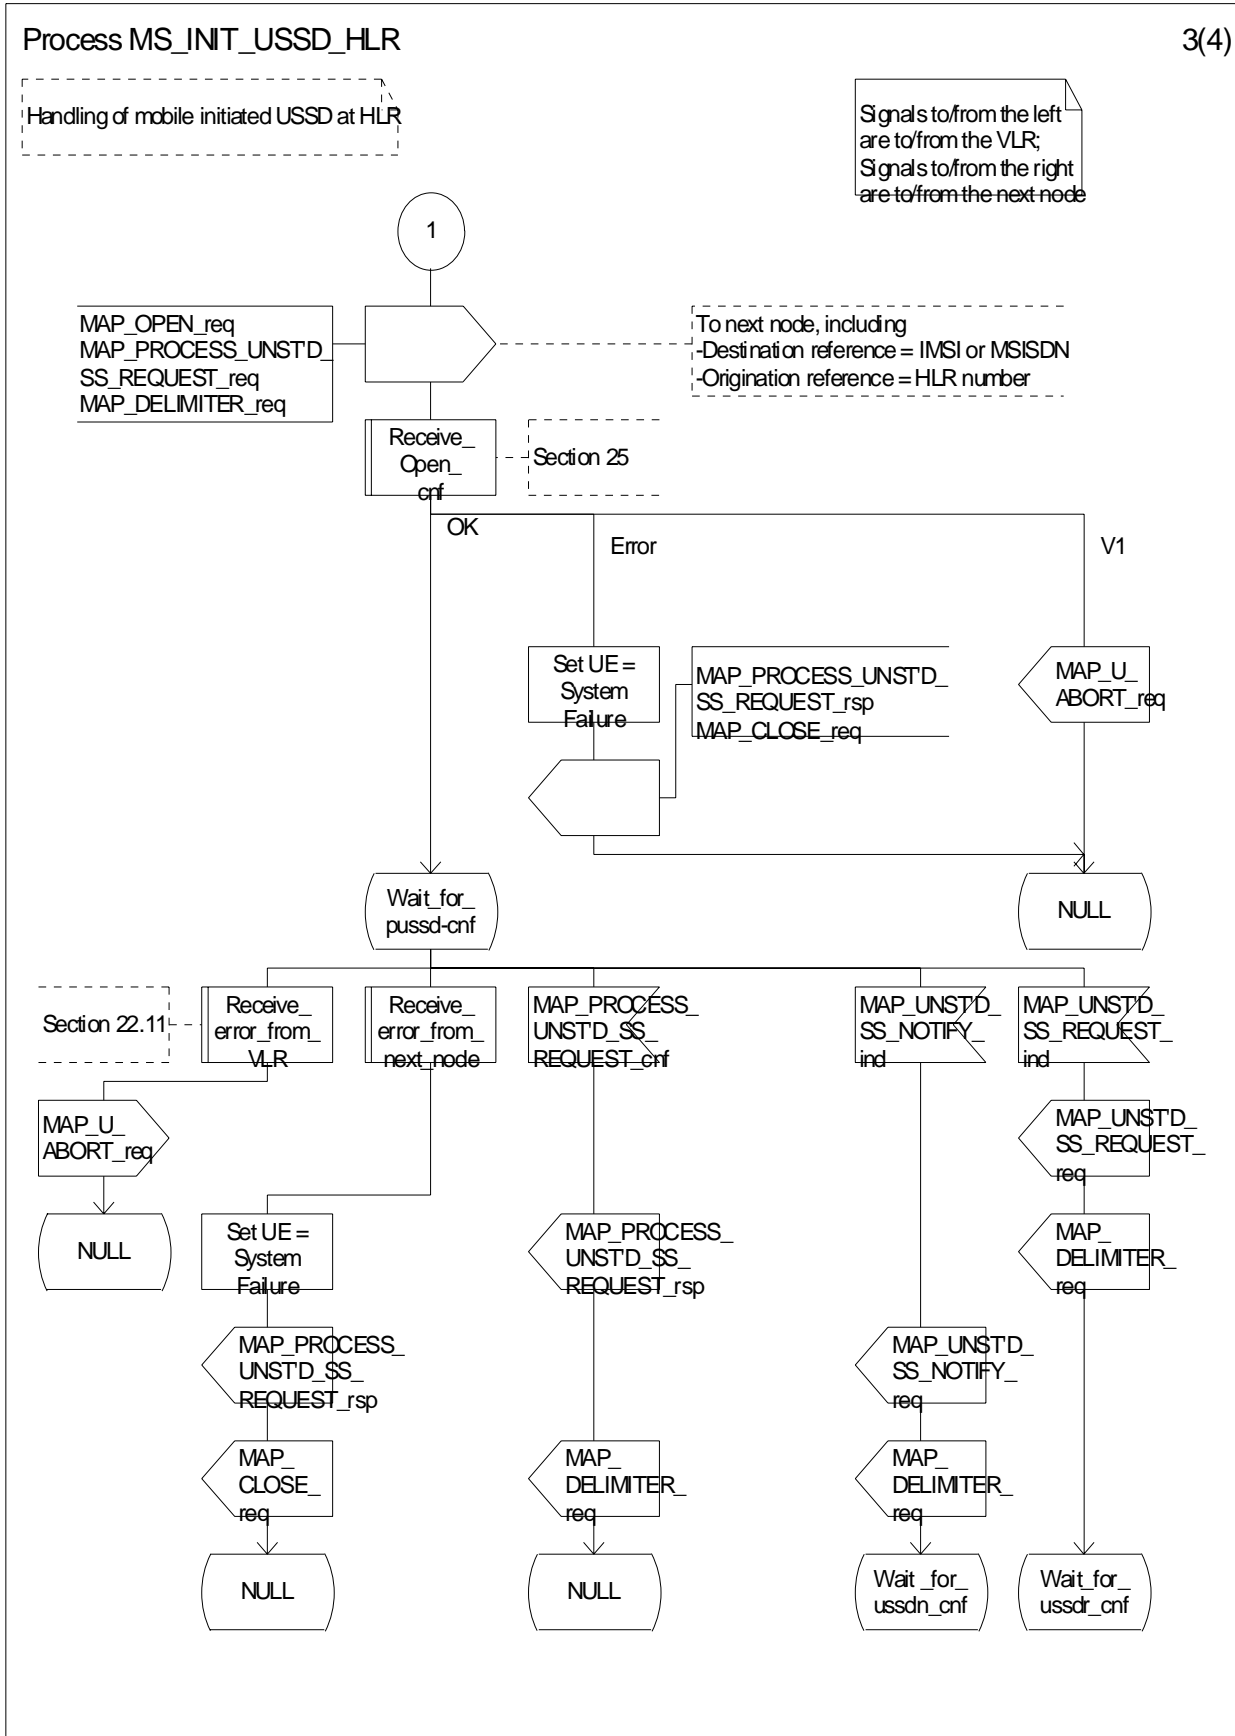 Process MS_INIT_USSD_HLR
3(4)
Handling of mobile initiated USSD at HLR
Signals to/from the left
are to/from the VLR;
Signals to/from the right
are to/from the next node
1
MAP_OPEN_req
MAP_PROCESS_UNST'D_
SS_REQUEST_req
MAP_DELIMITER_req
To next node, including
-Destination reference = IMSI or MSISDN
-Origination reference = HLR number
Receive_
Open_
cnf
Section 25
OK
Error
V1
Set UE =
System
Failure
MAP_PROCESS_UNST'D_
SS_REQUEST_rsp
MAP_CLOSE_req
MAP_U_
ABORT_req
Wait_for_
pussd-cnf
NULL
Section 22.11
Receive_
error_from_
VLR
Receive_
error_from_
next_node
MAP_PROCESS_
UNST'D_SS_
REQUEST_cnf
MAP_UNST'D_
SS_NOTIFY_
ind
MAP_UNST'D_
SS_REQUEST_
ind
MAP_U_
ABORT_req
MAP_UNST'D_
SS_REQUEST_
req
NULL
Set UE =
System
Failure
MAP_PROCESS_
UNST'D_SS_
REQUEST_rsp
MAP_
DELIMITER_
req
MAP_PROCESS_
UNST'D_SS_
REQUEST_rsp
MAP_UNST'D_
SS_NOTIFY_
req
MAP_
CLOSE_
req
MAP_
DELIMITER_
req
MAP_
DELIMITER_
req
NULL
NULL
Wait _for_
ussdn_cnf
Wait_for_
ussdr_cnf